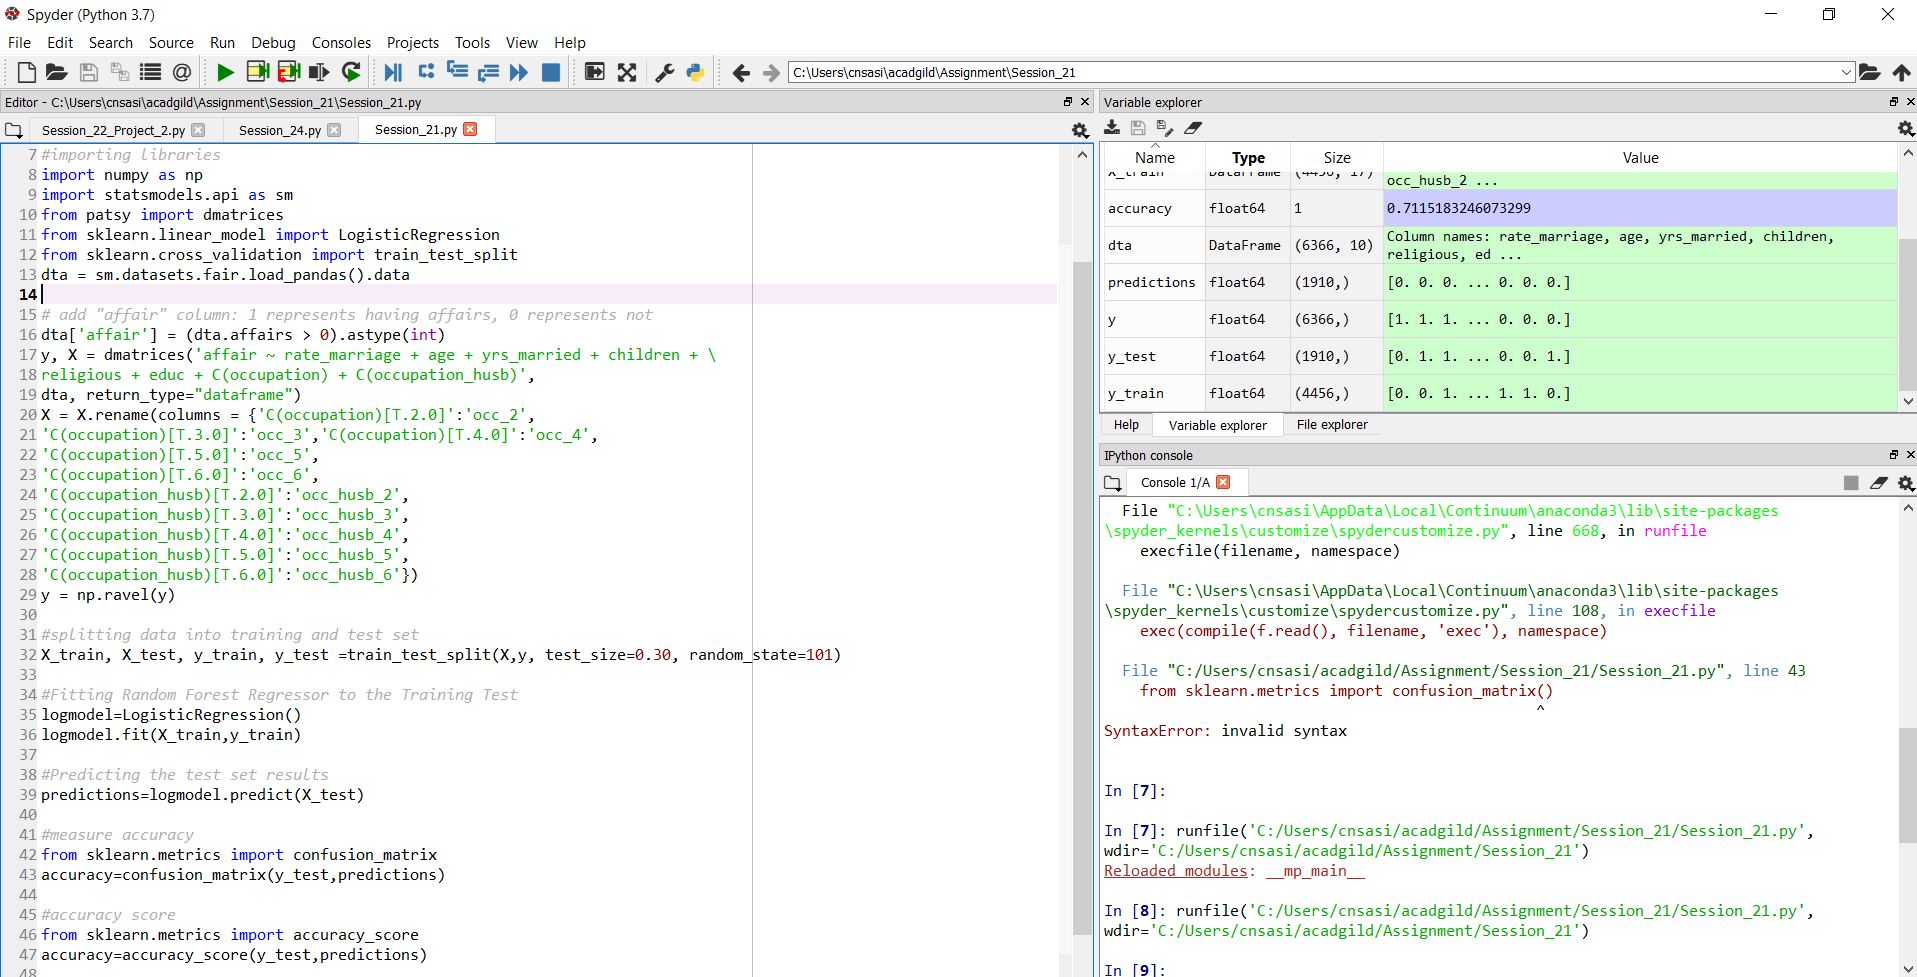 Spyder (Python 3.7)
File Edit Search Source Run Debug Consoles Projects Tools View Help
C:\Users\cnsasi\acadgild\Assignment\Session_21
Editor - C:\Users\cnsasi\acadgild\Assignment\Session_21\Session_21.py
Session_22_Project_2.py Session_24.py Session_21.py
7 #importing libraries
8 import numpy as np
9 import statsmodels.api as sm
10 from patsy import dmatrices
11 from sklearn.linear_model import LogisticRegression
12 from sklearn.cross_validation import train_test_split
13 dta = sm.datasets.fair.load_pandas().data
14
15 # add "affair" column: 1 represents having affairs, 0 represents not
16 dta['affair'] = (dta.affairs > 0).astype(int)
17 y, X = dmatrices('affair ~ rate_marriage + age + yrs_married + children + \
18 religious + educ + C(occupation) + C(occupation_husb)',
19 dta, return_type="dataframe")
20 X = X.rename(columns = {'C(occupation)[T.2.0]':'occ_2',
21 'C(occupation)[T.3.0]':'occ_3','C(occupation)[T.4.0]':'occ_4',
22 'C(occupation)[T.5.0]':'occ_5',
23 'C(occupation)[T.6.0]':'occ_6',
24 'C(occupation_husb)[T.2.0]':'occ_husb_2',
25 'C(occupation_husb)[T.3.0]':'occ_husb_3',
26 'C(occupation_husb)[T.4.0]':'occ_husb_4',
27 'C(occupation_husb)[T.5.0]':'occ_husb_5',
28 'C(occupation_husb)[T.6.0]':'occ_husb_6'})
29 y = np.ravel(y)
30
31 #splitting data into training and test set
32 X_train, X_test, y_train, y_test =train_test_split(X,y, test_size=0.30, random_state=101)
33
34 #Fitting Random Forest Regressor to the Training Test
35 logmodel=LogisticRegression()
36 logmodel.fit(X_train,y_train)
37
38 #Predicting the test set results
39 predictions=logmodel.predict(X_test)
40
41 #measure accuracy
42 from sklearn.metrics import confusion_matrix
43 accuracy=confusion_matrix(y_test,predictions)
44
45 #accuracy score
46 from sklearn.metrics import accuracy_score
47 accuracy=accuracy_score(y_test,predictions)
48
Variable explorer
Name Type Size Value
X_train DataFrame (4456, 17) occ_husb_2 ...
accuracy float64 1 0.7115183246073299
dta DataFrame (6366, 10) Column names: rate_marriage, age, yrs_married, children,
religious, ed ...
predictions float64 (1910,) [0. 0. 0. ... 0. 0. 0.]
y float64 (6366,) [1. 1. 1. ... 0. 0. 0.]
y_test float64 (1910,) [0. 1. 1. ... 0. 0. 1.]
y_train float64 (4456,) [0. 0. 1. ... 1. 1. 0.]
Help Variable explorer File explorer
IPython console
Console 1/A
File "C:\Users\cnsasi\AppData\Local\Continuum\anaconda3\lib\site-packages
\spyder_kernels\customize\spydercustomize.py", line 668, in runfile
execfile(filename, namespace)
File "C:\Users\cnsasi\AppData\Local\Continuum\anaconda3\lib\site-packages
\spyder_kernels\customize\spydercustomize.py", line 108, in execfile
exec(compile(f.read(), filename, 'exec'), namespace)
File "C:/Users/cnsasi/acadgild/Assignment/Session_21/Session_21.py", line 43
from sklearn.metrics import confusion_matrix()
^
SyntaxError: invalid syntax
In [7]:
In [7]: runfile('C:/Users/cnsasi/acadgild/Assignment/Session_21/Session_21.py',
wdir='C:/Users/cnsasi/acadgild/Assignment/Session_21')
Reloaded modules: __mp_main__
In [8]: runfile('C:/Users/cnsasi/acadgild/Assignment/Session_21/Session_21.py',
wdir='C:/Users/cnsasi/acadgild/Assignment/Session_21')
In [9]: